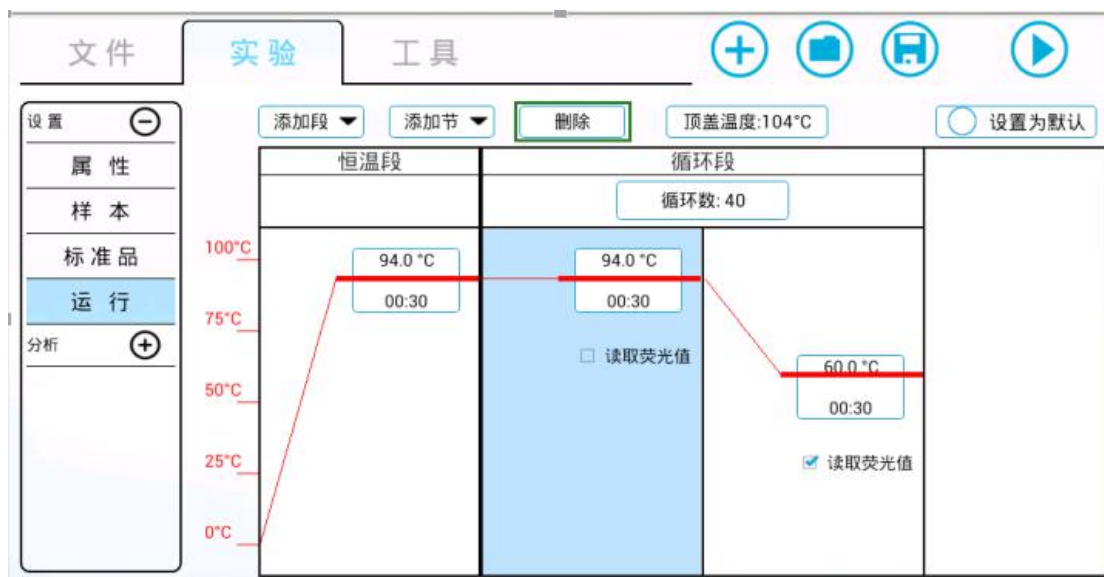 文件 实验 工具
设置
属性
样本
标准品
运行
分析
添加段 添加节 删除 顶盖温度:104°C 设置为默认
恒温段 循环段
循环数: 40
100°C
75°C
50°C
25°C
0°C
94.0 °C
00:30
94.0 °C
00:30
读取荧光值
60.0 °C
00:30
读取荧光值